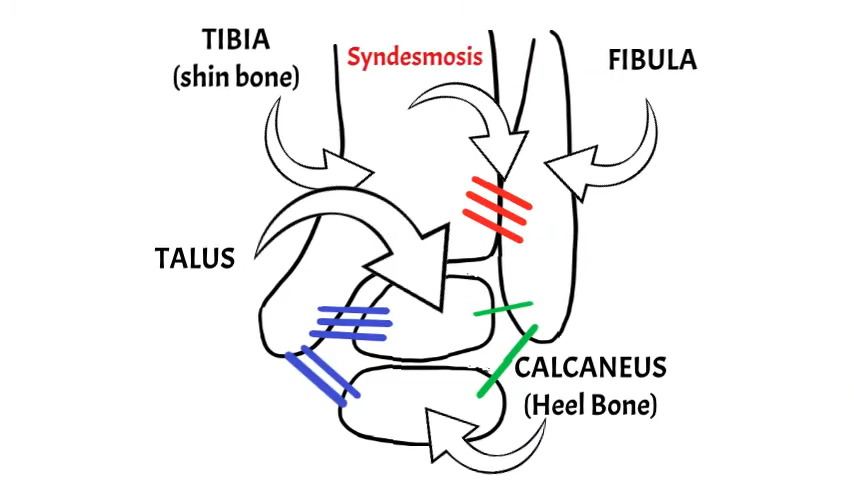 TIBIA
(shin bone)
Syndesmosis
FIBULA
TALUS
CALCANEUS
(Heel Bone)